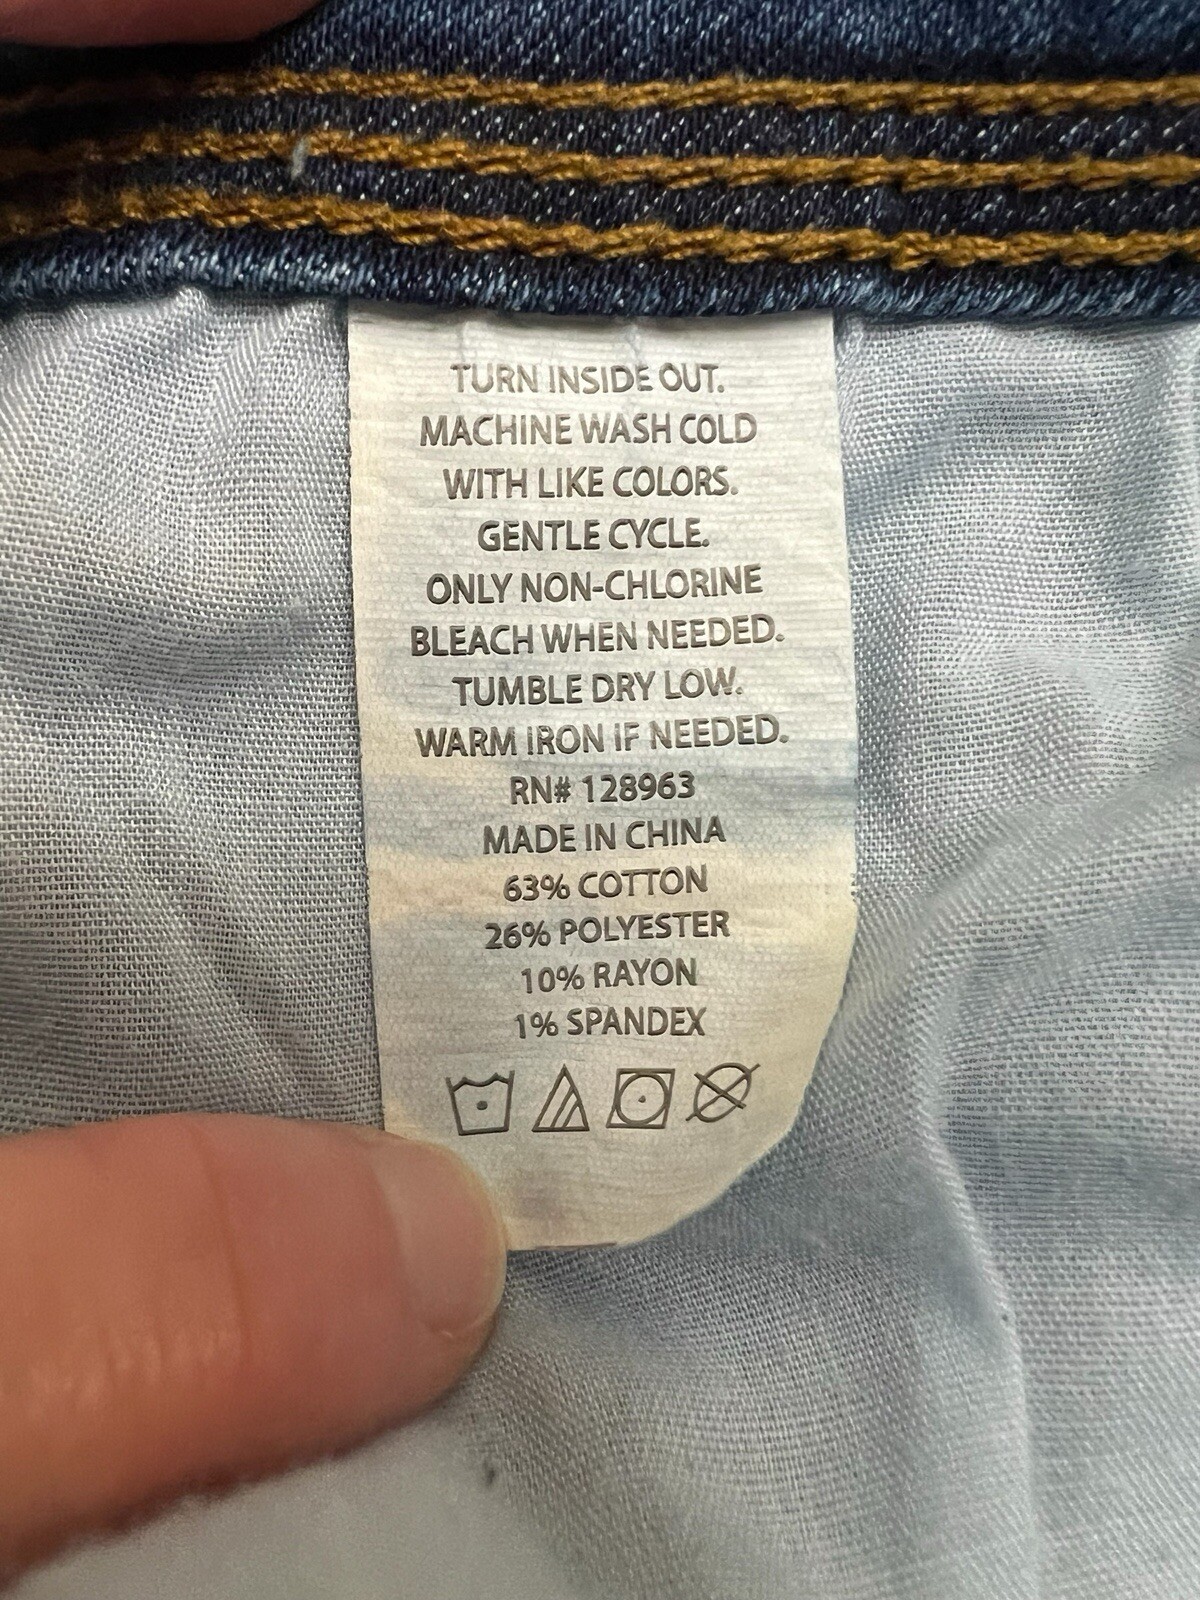 TURN INSIDE OUT.
MACHINE WASH COLD
WITH LIKE COLORS.
GENTLE CYCLE.
ONLY NON-CHLORINE
BLEACH WHEN NEEDED.
TUMBLE DRY LOW.
WARM IRON IF NEEDED.
RN# 128963
MADE IN CHINA
63% COTTON
26% POLYESTER
10% RAYON
1% SPANDEX